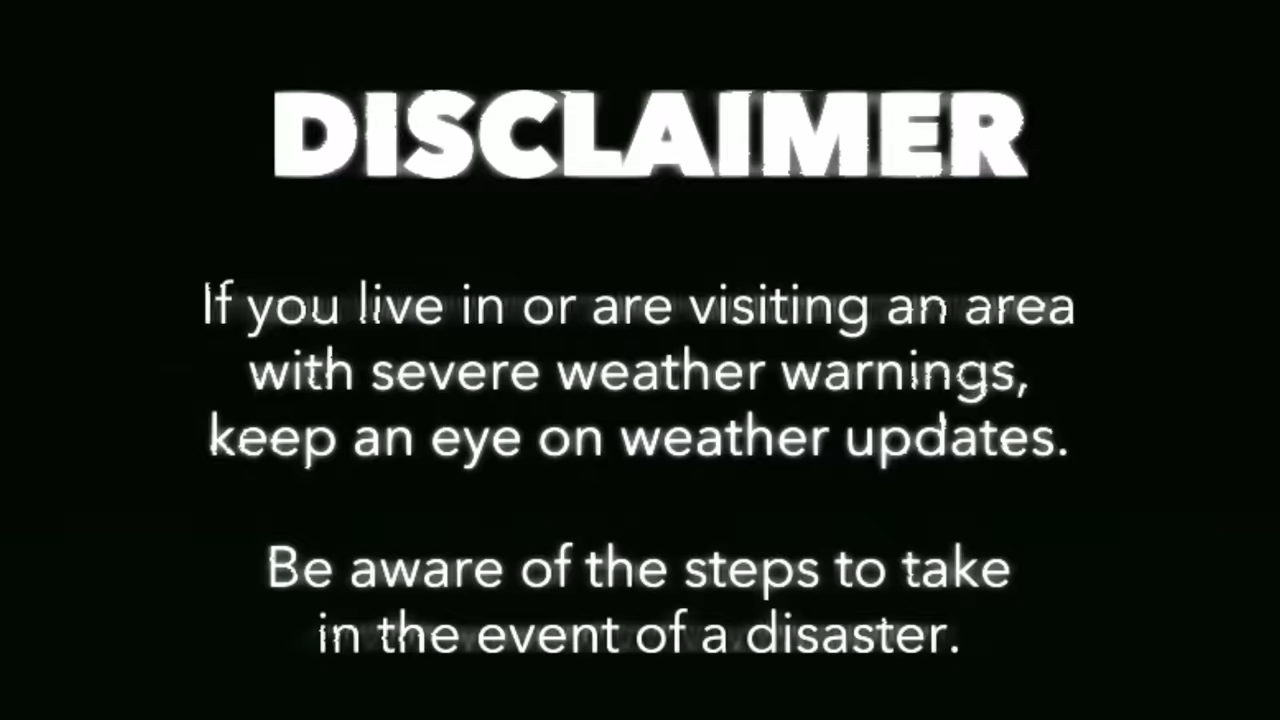 DISCLAIMER
If you live in or are visiting an area
with severe weather warnings,
keep an eye on weather updates.
Be aware of the steps to take
in the event of a disaster.